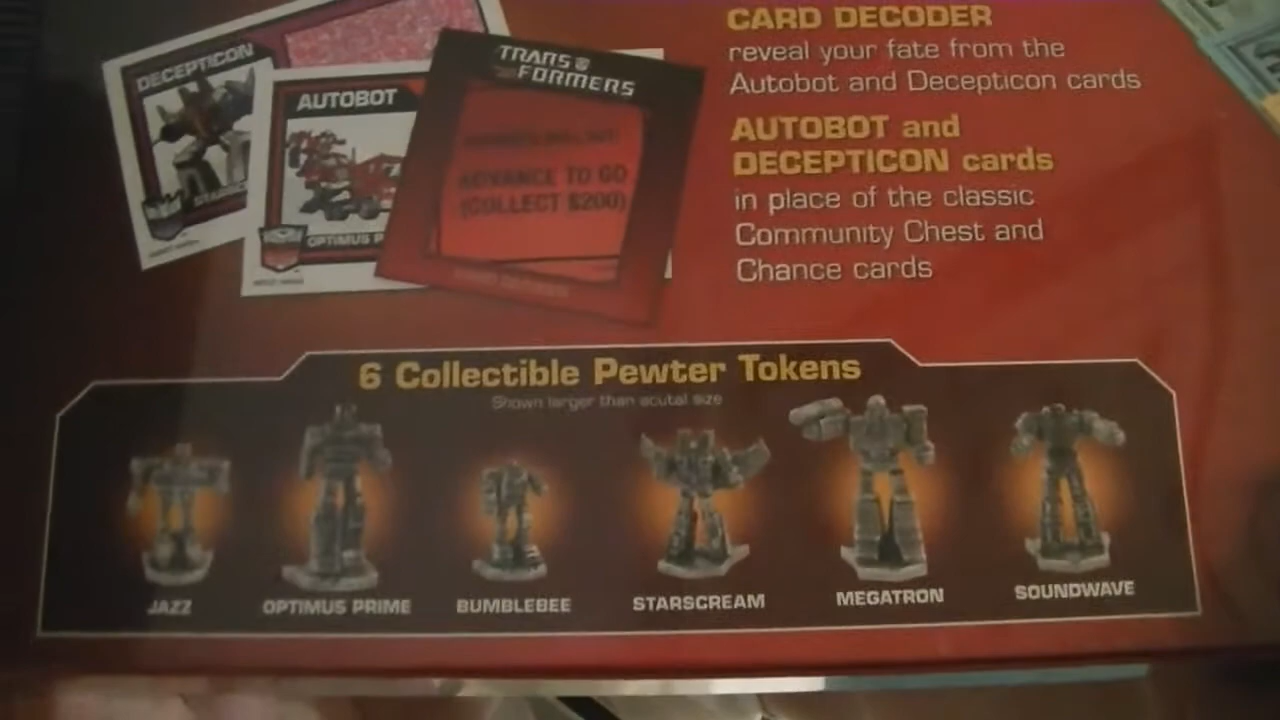 CARD DECODER
reveal your fate from the
Autobot and Decepticon cards
AUTOBOT and
DECEPTICON cards
in place of the classic
Community Chest and
Chance cards
DECEPTICON
AUTOBOT
OPTIMUS P
TRANS
FORMERS
ADVANCE TO GO
(COLLECT $200)
6 Collectible Pewter Tokens
Shown larger than acutal size
JAZZ
OPTIMUS PRIME
BUMBLEBEE
STARSCREAM
MEGATRON
SOUNDWAVE